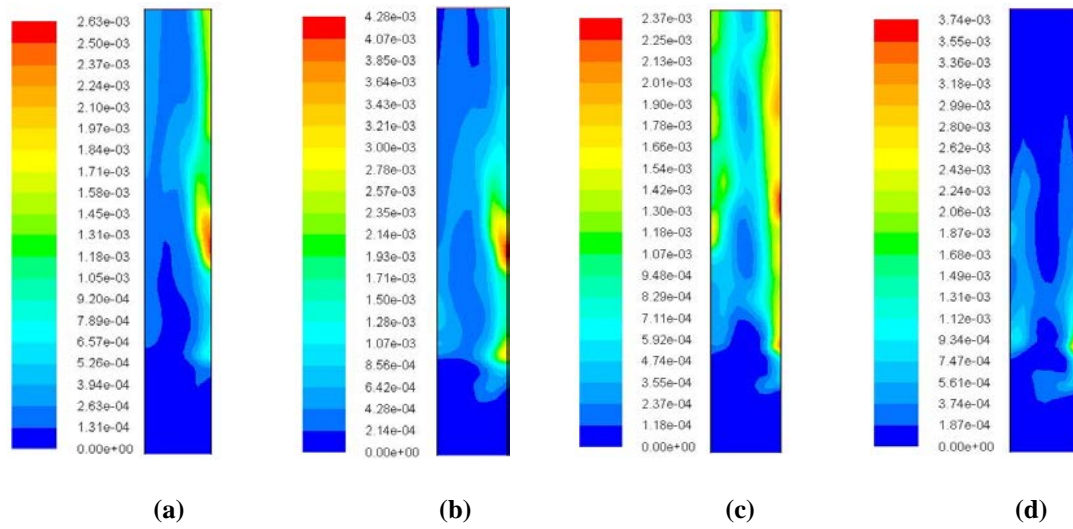 2.63e-03
2.50e-03
2.37e-03
2.24e-03
2.10e-03
1.97e-03
1.84e-03
1.71e-03
1.58e-03
1.45e-03
1.31e-03
1.18e-03
1.05e-03
9.20e-04
7.89e-04
6.57e-04
5.26e-04
3.94e-04
2.63e-04
1.31e-04
0.00e+00
(a)
4.28e-03
4.07e-03
3.85e-03
3.64e-03
3.43e-03
3.21e-03
3.00e-03
2.78e-03
2.57e-03
2.35e-03
2.14e-03
1.93e-03
1.71e-03
1.50e-03
1.28e-03
1.07e-03
8.56e-04
6.42e-04
4.28e-04
2.14e-04
0.00e+00
(b)
2.37e-03
2.25e-03
2.13e-03
2.01e-03
1.90e-03
1.78e-03
1.66e-03
1.54e-03
1.42e-03
1.30e-03
1.18e-03
1.07e-03
9.48e-04
8.29e-04
7.11e-04
5.92e-04
4.74e-04
3.55e-04
2.37e-04
1.18e-04
0.00e+00
(c)
3.74e-03
3.55e-03
3.36e-03
3.18e-03
2.99e-03
2.80e-03
2.62e-03
2.43e-03
2.24e-03
2.06e-03
1.87e-03
1.68e-03
1.49e-03
1.31e-03
1.12e-03
9.34e-04
7.47e-04
5.61e-04
3.74e-04
1.87e-04
0.00e+00
(d)